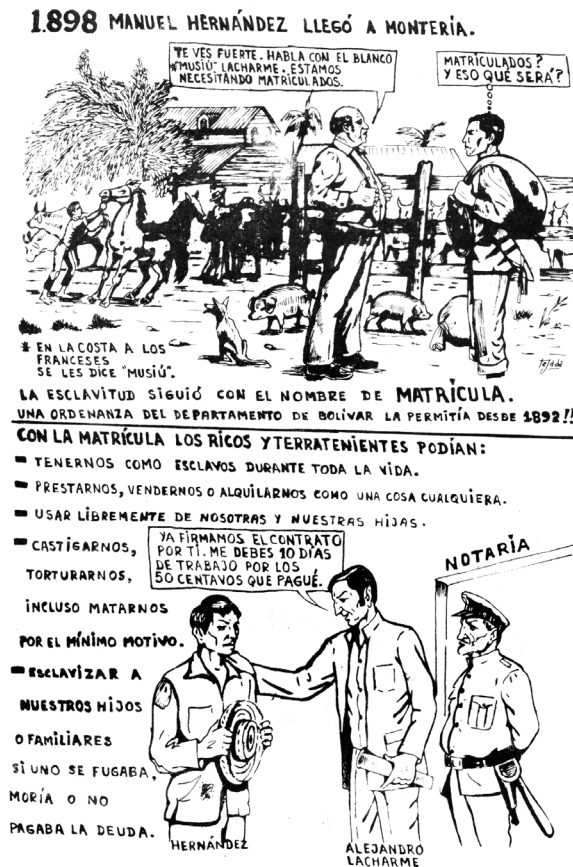 1.898 MANUEL HERNÁNDEZ LLEGÓ A MONTERÍA.
TE VES FUERTE. HABLA CON EL BLANCO
*"MUSIÚ" LACHARME. ESTAMOS
NECESITANDO MATRICULADOS.
MATRICULADOS?
Y ESO QUÉ SERÁ?
* EN LA COSTA A LOS
FRANCESES
SE LES DICE "MUSIÚ".
tejada
LA ESCLAVITUD SIGUIÓ CON EL NOMBRE DE MATRÍCULA.
UNA ORDENANZA DEL DEPARTAMENTO DE BOLÍVAR LA PERMITÍA DESDE 1892!!
CON LA MATRÍCULA LOS RICOS Y TERRATENIENTES PODÍAN:
TENERNOS COMO ESCLAVOS DURANTE TODA LA VIDA.
PRESTARNOS, VENDERNOS O ALQUILARNOS COMO UNA COSA CUALQUIERA.
USAR LIBREMENTE DE NOSOTRAS Y NUESTRAS HIJAS.
CASTIGARNOS,
TORTURARNOS,
INCLUSO MATARNOS
POR EL MÍNIMO MOTIVO.
ESCLAVIZAR A
NUESTROS HIJOS
O FAMILIARES
SI UNO SE FUGABA,
MORÍA O NO
PAGABA LA DEUDA.
YA FIRMAMOS EL CONTRATO
POR TÍ. ME DEBES 10 DÍAS
DE TRABAJO POR LOS
50 CENTAVOS QUE PAGUÉ.
NOTARÍA
HERNÁNDEZ
ALEJANDRO
LACHARME